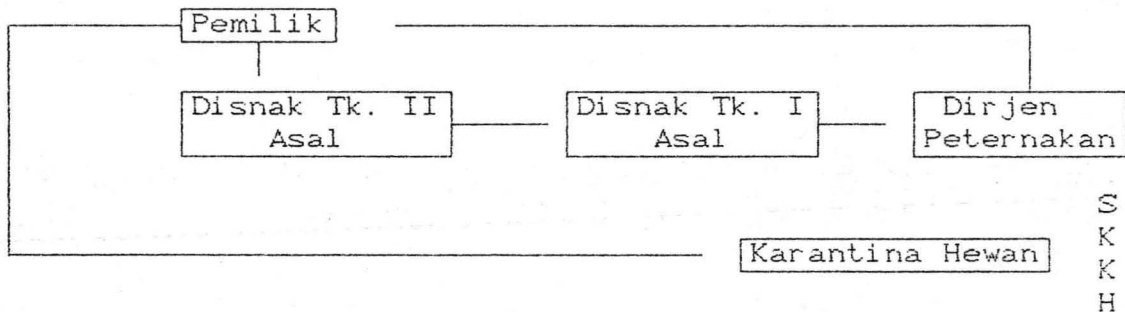 Pemilik
Disnak Tk. II
Asal
Disnak Tk. I
Asal
Dirjen
Peternakan
S
K
K
H
Karantina Hewan